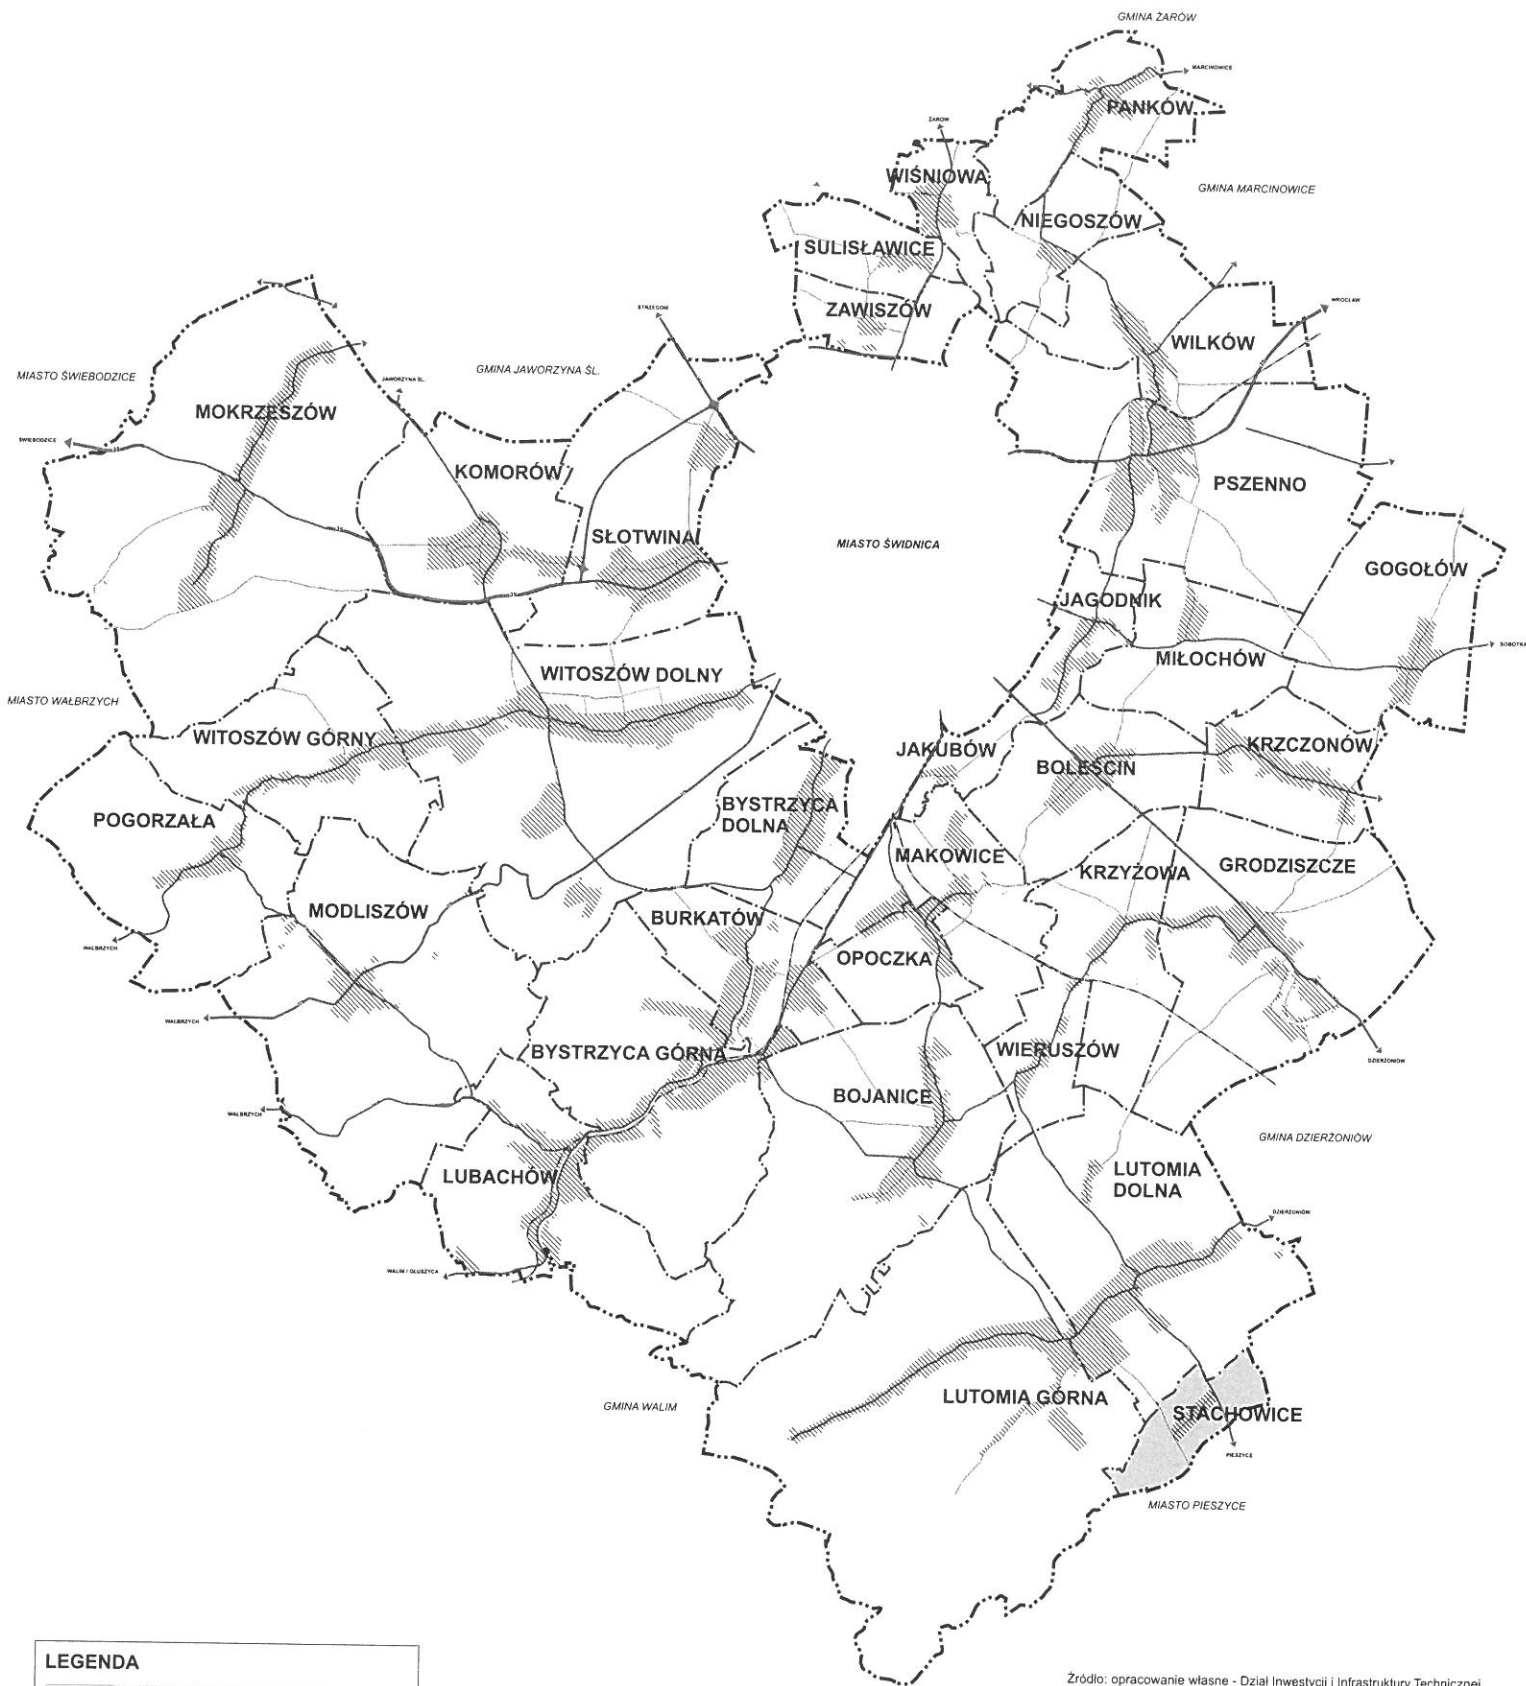 GMINA ŻARÓW
MARCINOWICE
PANKÓW
ŻARÓW
WIŚNIOWA
GMINA MARCINOWICE
NIEGOSZÓW
SULISŁAWICE
ZAWISZÓW
STRZEGOM
WROCŁAW
WILKÓW
GMINA JAWORZYNA ŚL.
MIASTO ŚWIEBODZICE
JAWORZYNA ŚL.
MOKRZESZÓW
ŚWIEBODZICE
KOMORÓW
PSZENNO
SŁOTWINA
MIASTO ŚWIDNICA
GOGOŁÓW
JAGODNIK
SOBÓTKA
MIŁOCHÓW
WITOSZÓW DOLNY
MIASTO WAŁBRZYCH
WITOSZÓW GÓRNY
JAKUBÓW
KRZCZONÓW
BOLEŚCIN
BYSTRZYCA
DOLNA
POGORZAŁA
MAKOWICE
KRZYŻOWA
GRODZISZCZE
MODLISZÓW
BURKATÓW
WAŁBRZYCH
OPOCZKA
WAŁBRZYCH
BYSTRZYCA GÓRNA
WIERUSZÓW
DZIERŻONIÓW
BOJANICE
WAŁBRZYCH
GMINA DZIERŻONIÓW
LUBACHÓW
LUTOMIA
DOLNA
DZIERŻONIÓW
WALIM / GŁUSZYCA
GMINA WALIM
LUTOMIA GÓRNA
STACHOWICE
PIESZYCE
MIASTO PIESZYCE
LEGENDA
Źródło: opracowanie własne - Dział Inwestycji i Infrastruktury Technicznej